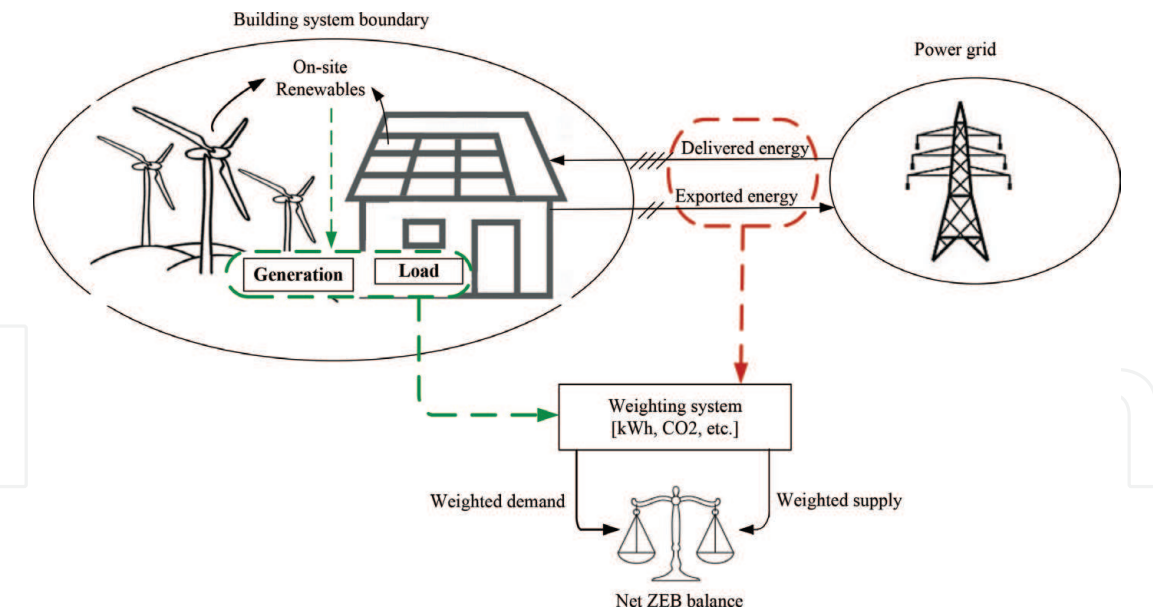 Building system boundary
Power grid
On-site
Renewables
Delivered energy
Exported energy
Generation
Load
Weighting system
[kWh, CO2, etc.]
Weighted demand
Weighted supply
Net ZEB balance